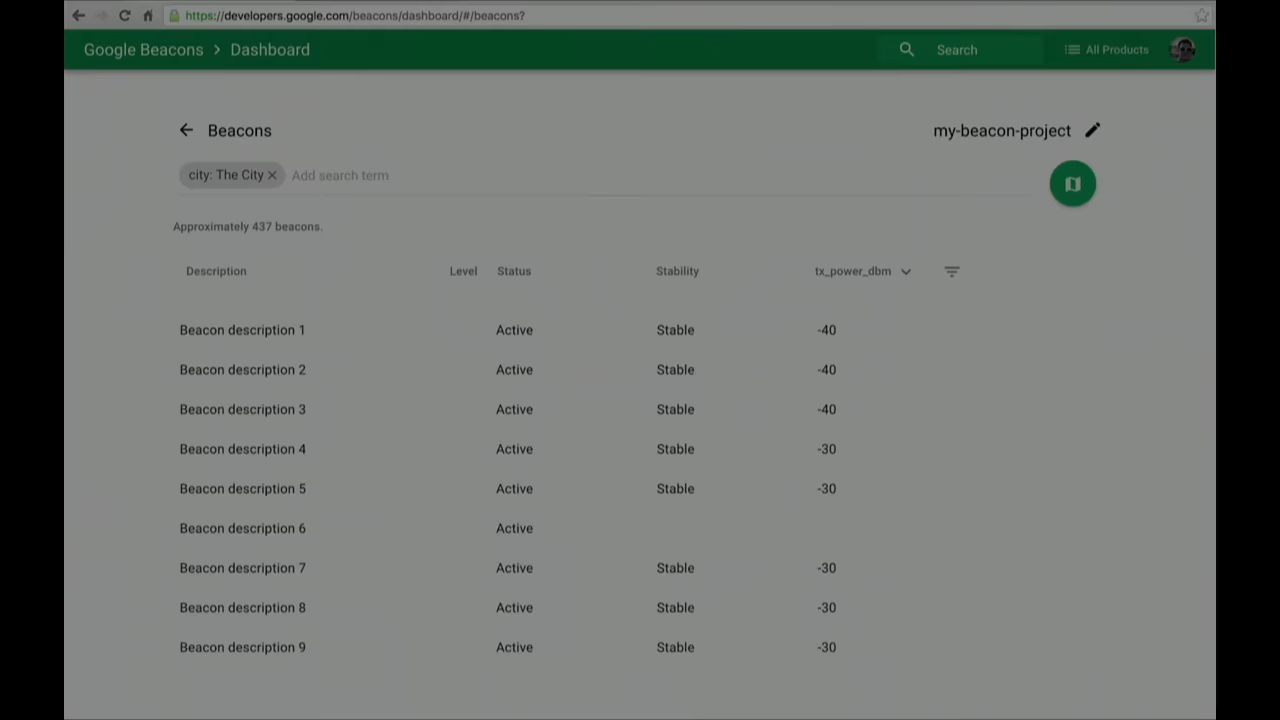 https://developers.google.com/beacons/dashboard/#/beacons?
Google Beacons > Dashboard
Search
All Products
Beacons
my-beacon-project
city: The City ×
Add search term
Approximately 437 beacons.
Description Level Status Stability tx_power_dbm
Beacon description 1 Active Stable -40
Beacon description 2 Active Stable -40
Beacon description 3 Active Stable -40
Beacon description 4 Active Stable -30
Beacon description 5 Active Stable -30
Beacon description 6 Active
Beacon description 7 Active Stable -30
Beacon description 8 Active Stable -30
Beacon description 9 Active Stable -30